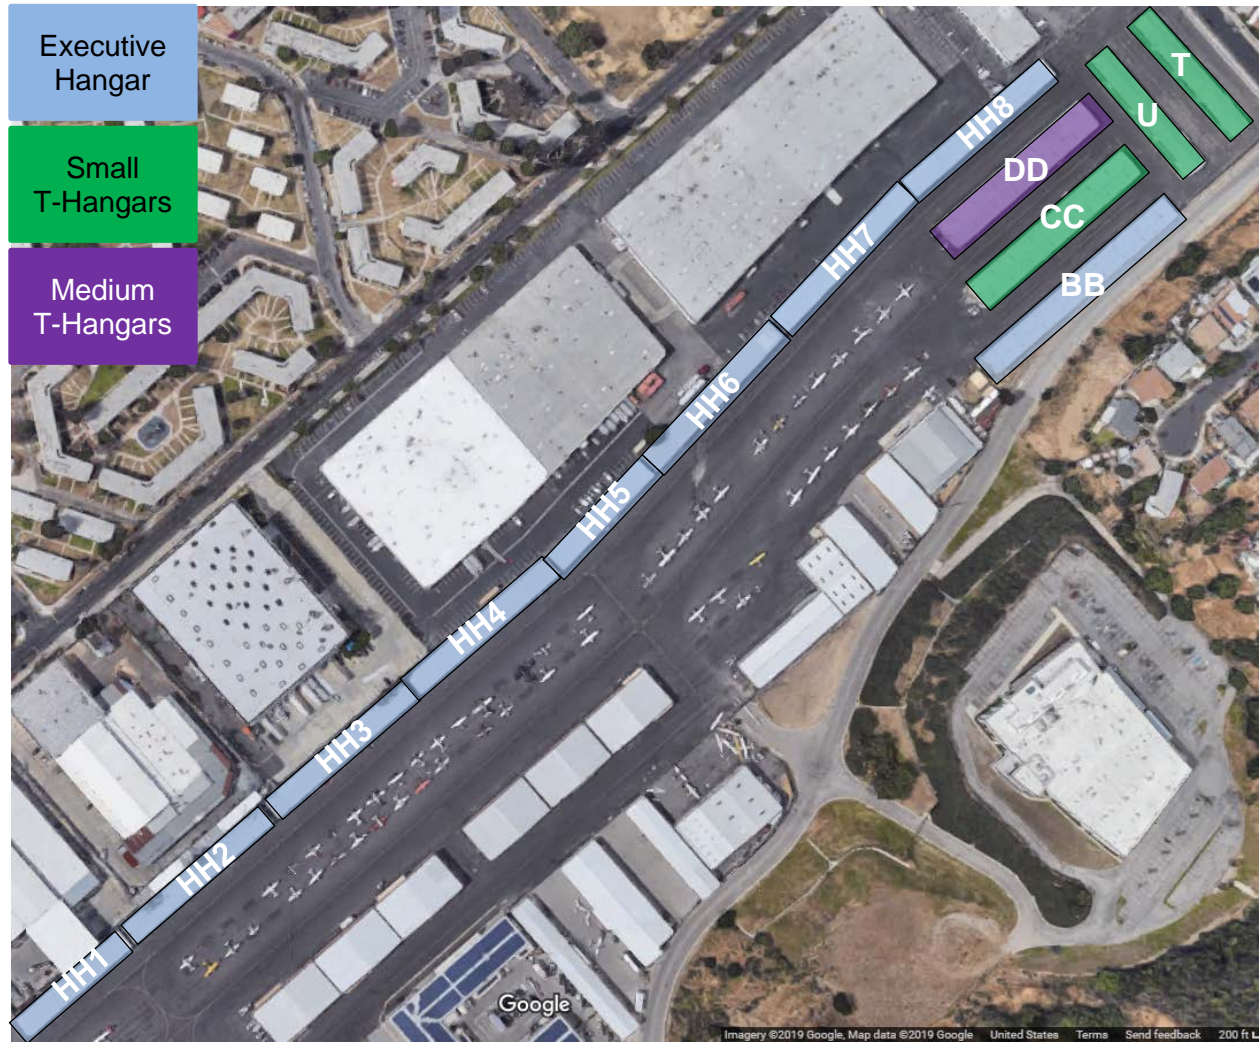 Executive
Hangar
Small
T-Hangars
Medium
T-Hangars
T
U
HH8
DD
CC
BB
HH7
HH6
HH5
HH4
HH3
HH2
HH1
Google
Imagery ©2019 Google, Map data ©2019 Google United States Terms Send feedback 200 ft